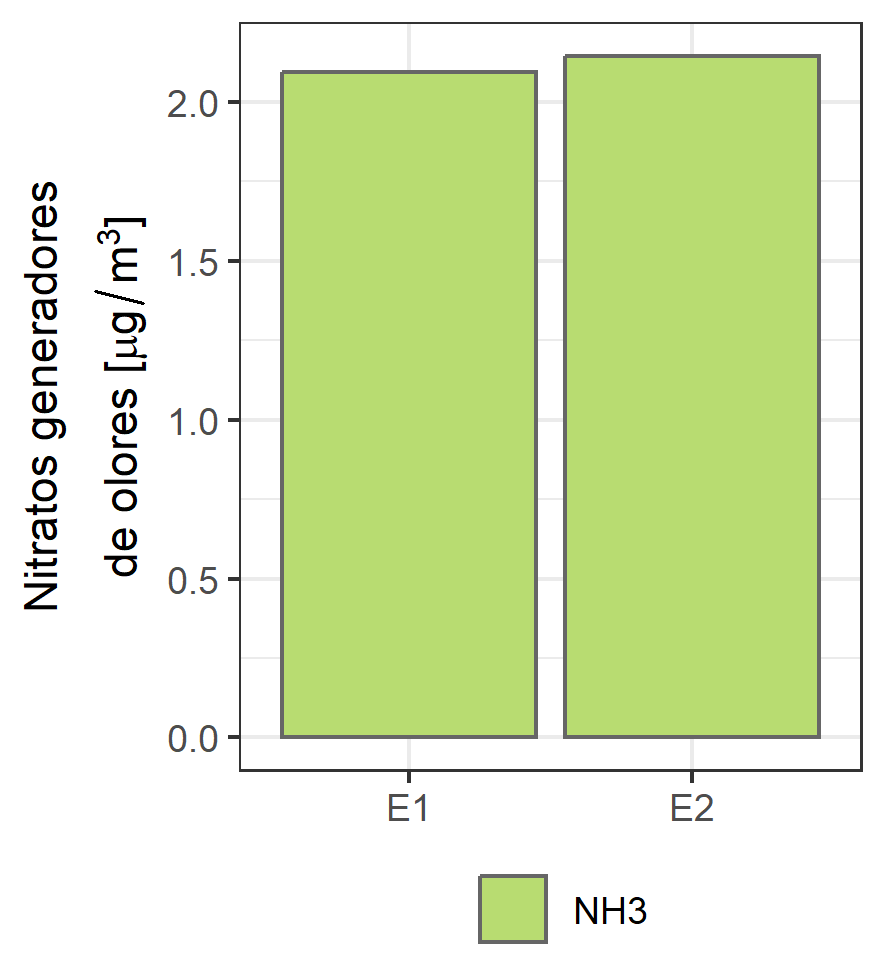 Nitratos generadores
de olores [µg/m³]
2.0
1.5
1.0
0.5
0.0
E1 E2
NH3